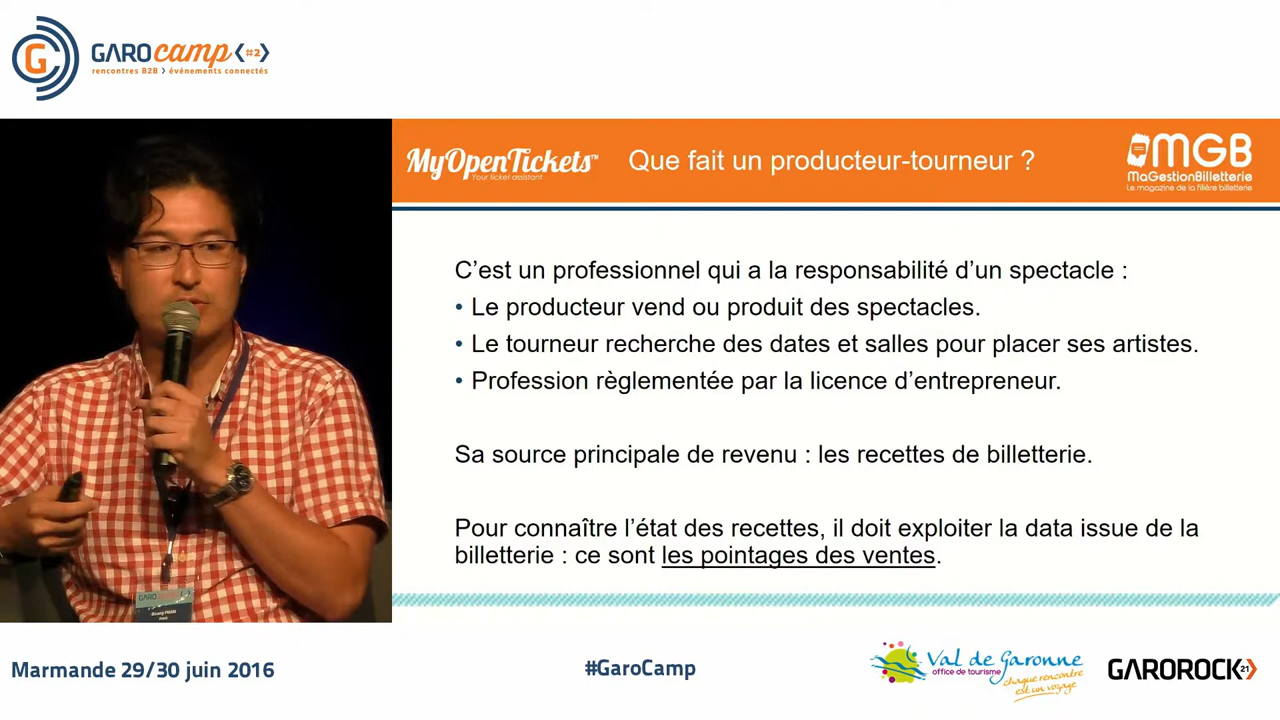 GAROcamp <#2>
rencontres B2B > événements connectés
MyOpenTickets™
Your ticket assistant
Que fait un producteur-tourneur ?
MGB
MaGestionBilletterie
Le magazine de la filière billetterie
C’est un professionnel qui a la responsabilité d’un spectacle :
• Le producteur vend ou produit des spectacles.
• Le tourneur recherche des dates et salles pour placer ses artistes.
• Profession règlementée par la licence d’entrepreneur.
Sa source principale de revenu : les recettes de billetterie.
Pour connaître l’état des recettes, il doit exploiter la data issue de la
billetterie : ce sont les pointages des ventes.
Marmande 29/30 juin 2016
#GaroCamp
Val de Garonne
office de tourisme
chaque rencontre
est un voyage
GAROROCK 21